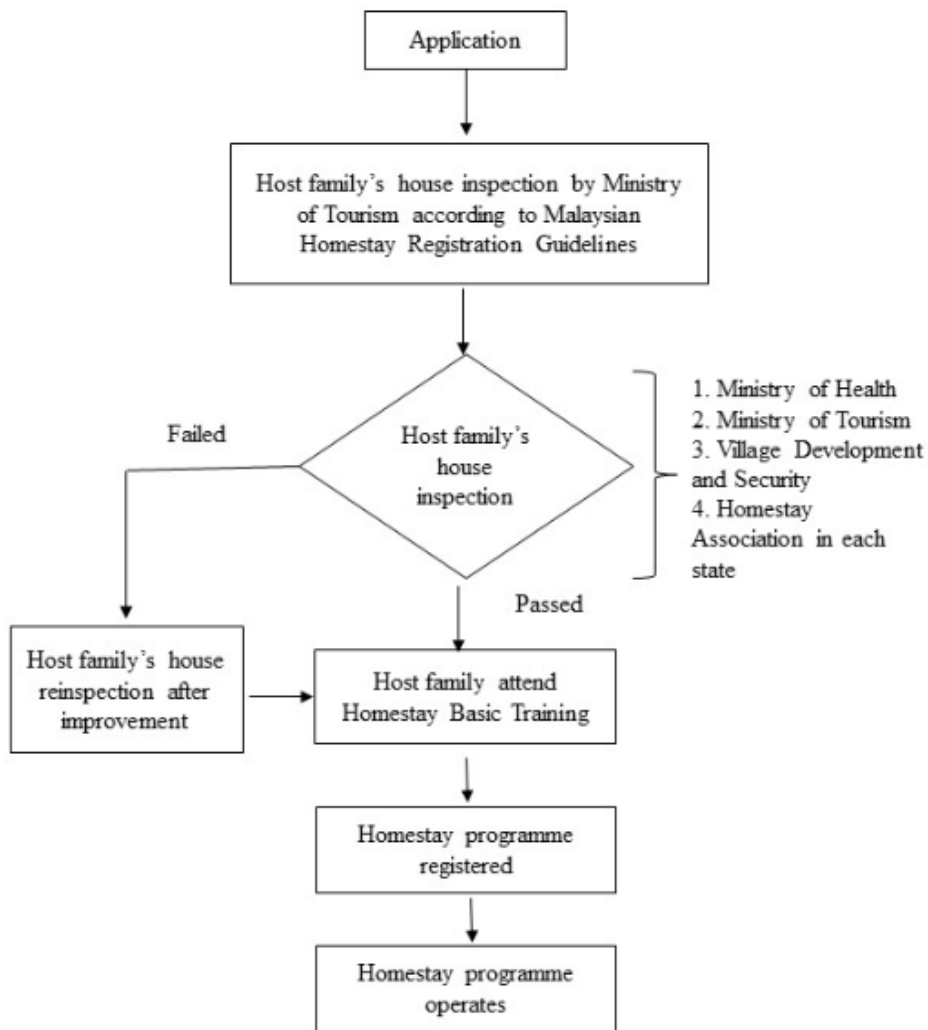 Application
Host family's house inspection by Ministry
of Tourism according to Malaysian
Homestay Registration Guidelines
Failed
Host family's
house
inspection
1. Ministry of Health
2. Ministry of Tourism
3. Village Development
and Security
4. Homestay
Association in each
state
Passed
Host family's house
reinspection after
improvement
Host family attend
Homestay Basic Training
Homestay programme
registered
Homestay programme
operates